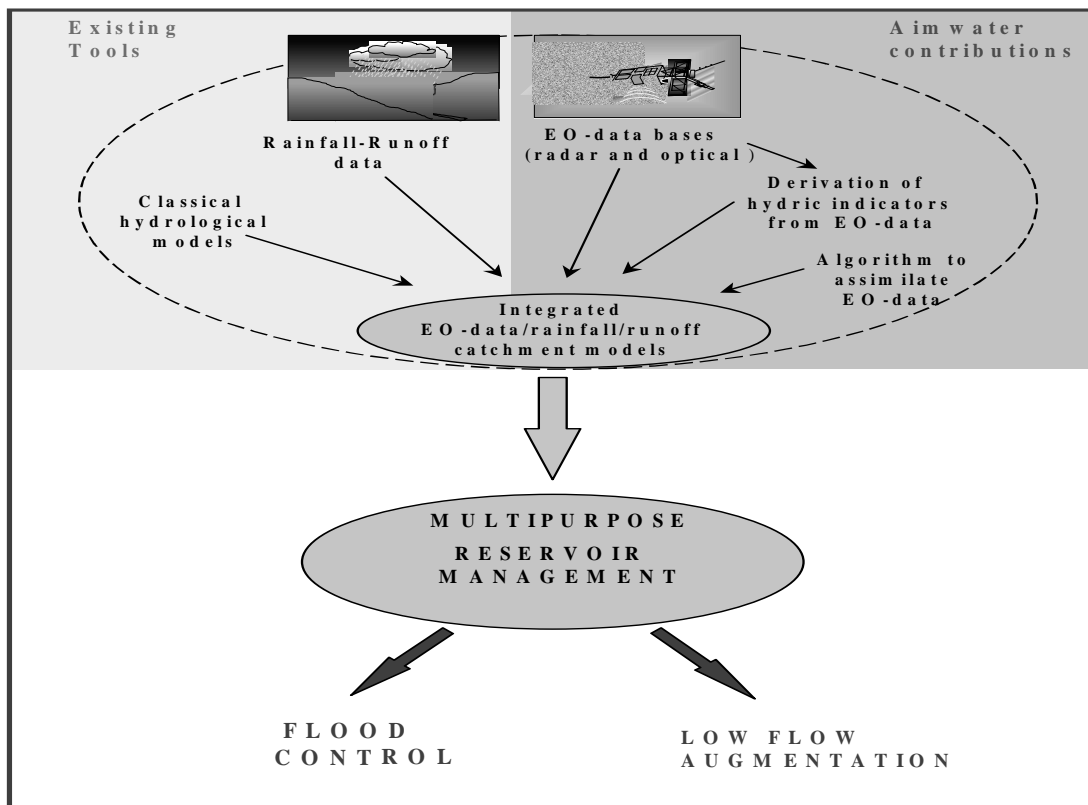 Existing
Tools
Aimwater
contributions
Rainfall-Runoff
data
EO-data bases
(radar and optical)
Derivation of
hydric indicators
from EO-data
Classical
hydrological
models
Algorithm to
assimilate
EO-data
Integrated
EO-data/rainfall/runoff
catchment models
MULTIPURPOSE
RESERVOIR
MANAGEMENT
FLOOD
CONTROL
LOW FLOW
AUGMENTATION